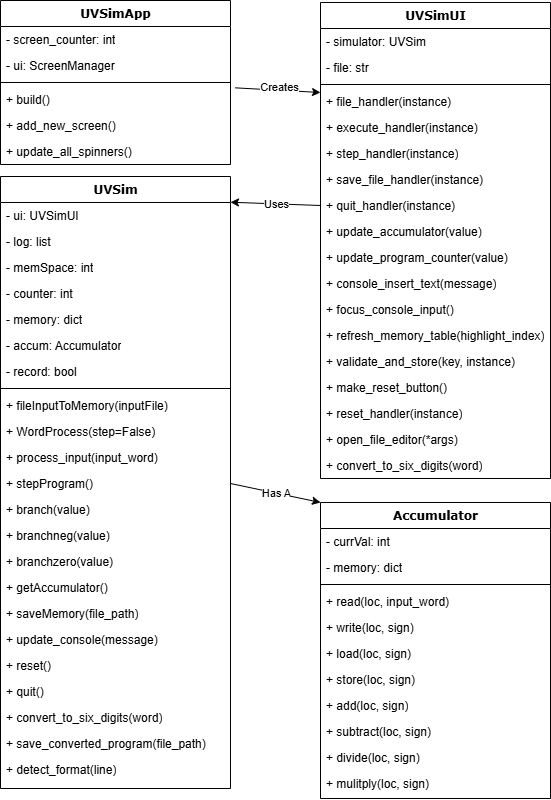 UVSimApp
- screen_counter: int
- ui: ScreenManager
+ build()
+ add_new_screen()
+ update_all_spinners()
Creates
UVSimUI
- simulator: UVSim
- file: str
+ file_handler(instance)
+ execute_handler(instance)
+ step_handler(instance)
+ save_file_handler(instance)
+ quit_handler(instance)
+ update_accumulator(value)
+ update_program_counter(value)
+ console_insert_text(message)
+ focus_console_input()
+ refresh_memory_table(highlight_index)
+ validate_and_store(key, instance)
+ make_reset_button()
+ reset_handler(instance)
+ open_file_editor(*args)
+ convert_to_six_digits(word)
Uses
UVSim
- ui: UVSimUI
- log: list
- memSpace: int
- counter: int
- memory: dict
- accum: Accumulator
- record: bool
+ fileInputToMemory(inputFile)
+ WordProcess(step=False)
+ process_input(input_word)
+ stepProgram()
+ branch(value)
+ branchneg(value)
+ branchzero(value)
+ getAccumulator()
+ saveMemory(file_path)
+ update_console(message)
+ reset()
+ quit()
+ convert_to_six_digits(word)
+ save_converted_program(file_path)
+ detect_format(line)
Has A
Accumulator
- currVal: int
- memory: dict
+ read(loc, input_word)
+ write(loc, sign)
+ load(loc, sign)
+ store(loc, sign)
+ add(loc, sign)
+ subtract(loc, sign)
+ divide(loc, sign)
+ mulitply(loc, sign)